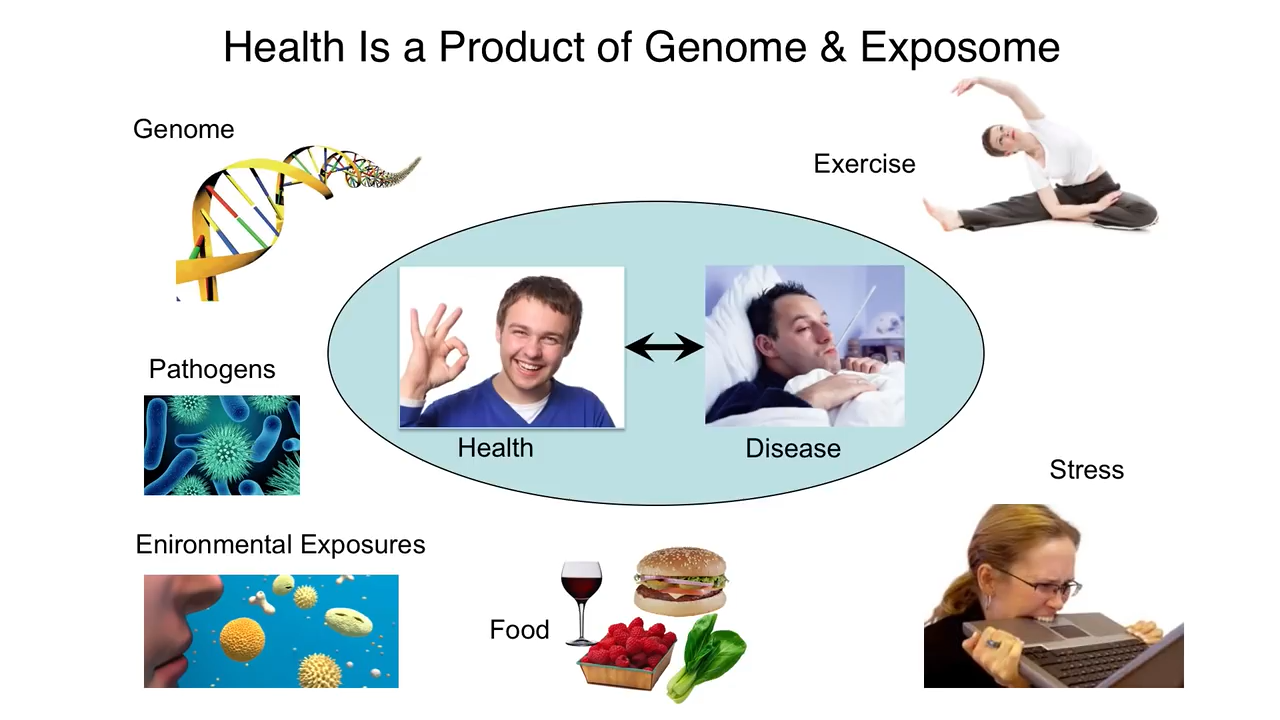 Health Is a Product of Genome & Exposome
Genome
Exercise
Pathogens
Health
Disease
Stress
Enironmental Exposures
Food